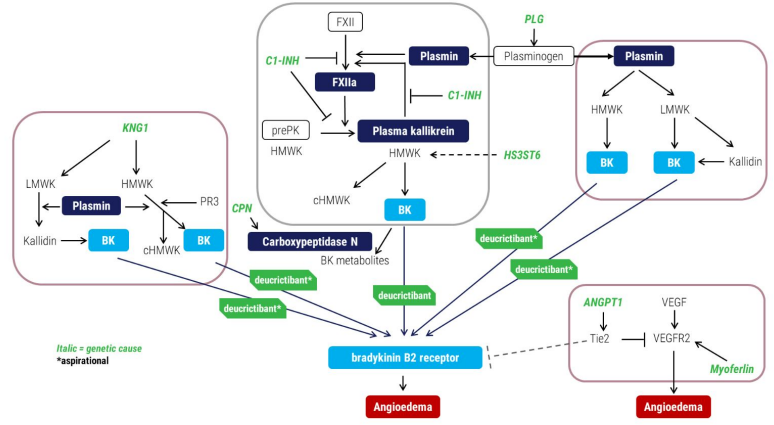 FXII
PLG
C1-INH
Plasmin
Plasminogen
Plasmin
FXIIa
C1-INH
HMWK
LMWK
KNG1
prePK
Plasma kallikrein
HMWK
HMWK
HS3ST6
BK
BK
Kallidin
LMWK
HMWK
cHMWK
Plasmin
PR3
CPN
BK
Kallidin
BK
cHMWK
BK
Carboxypeptidase N
BK metabolites
deucrictibant*
deucrictibant*
deucrictibant*
deucrictibant
deucrictibant*
ANGPT1
VEGF
Tie2
VEGFR2
Myoferlin
Italic = genetic cause
*aspirational
bradykinin B2 receptor
Angioedema
Angioedema